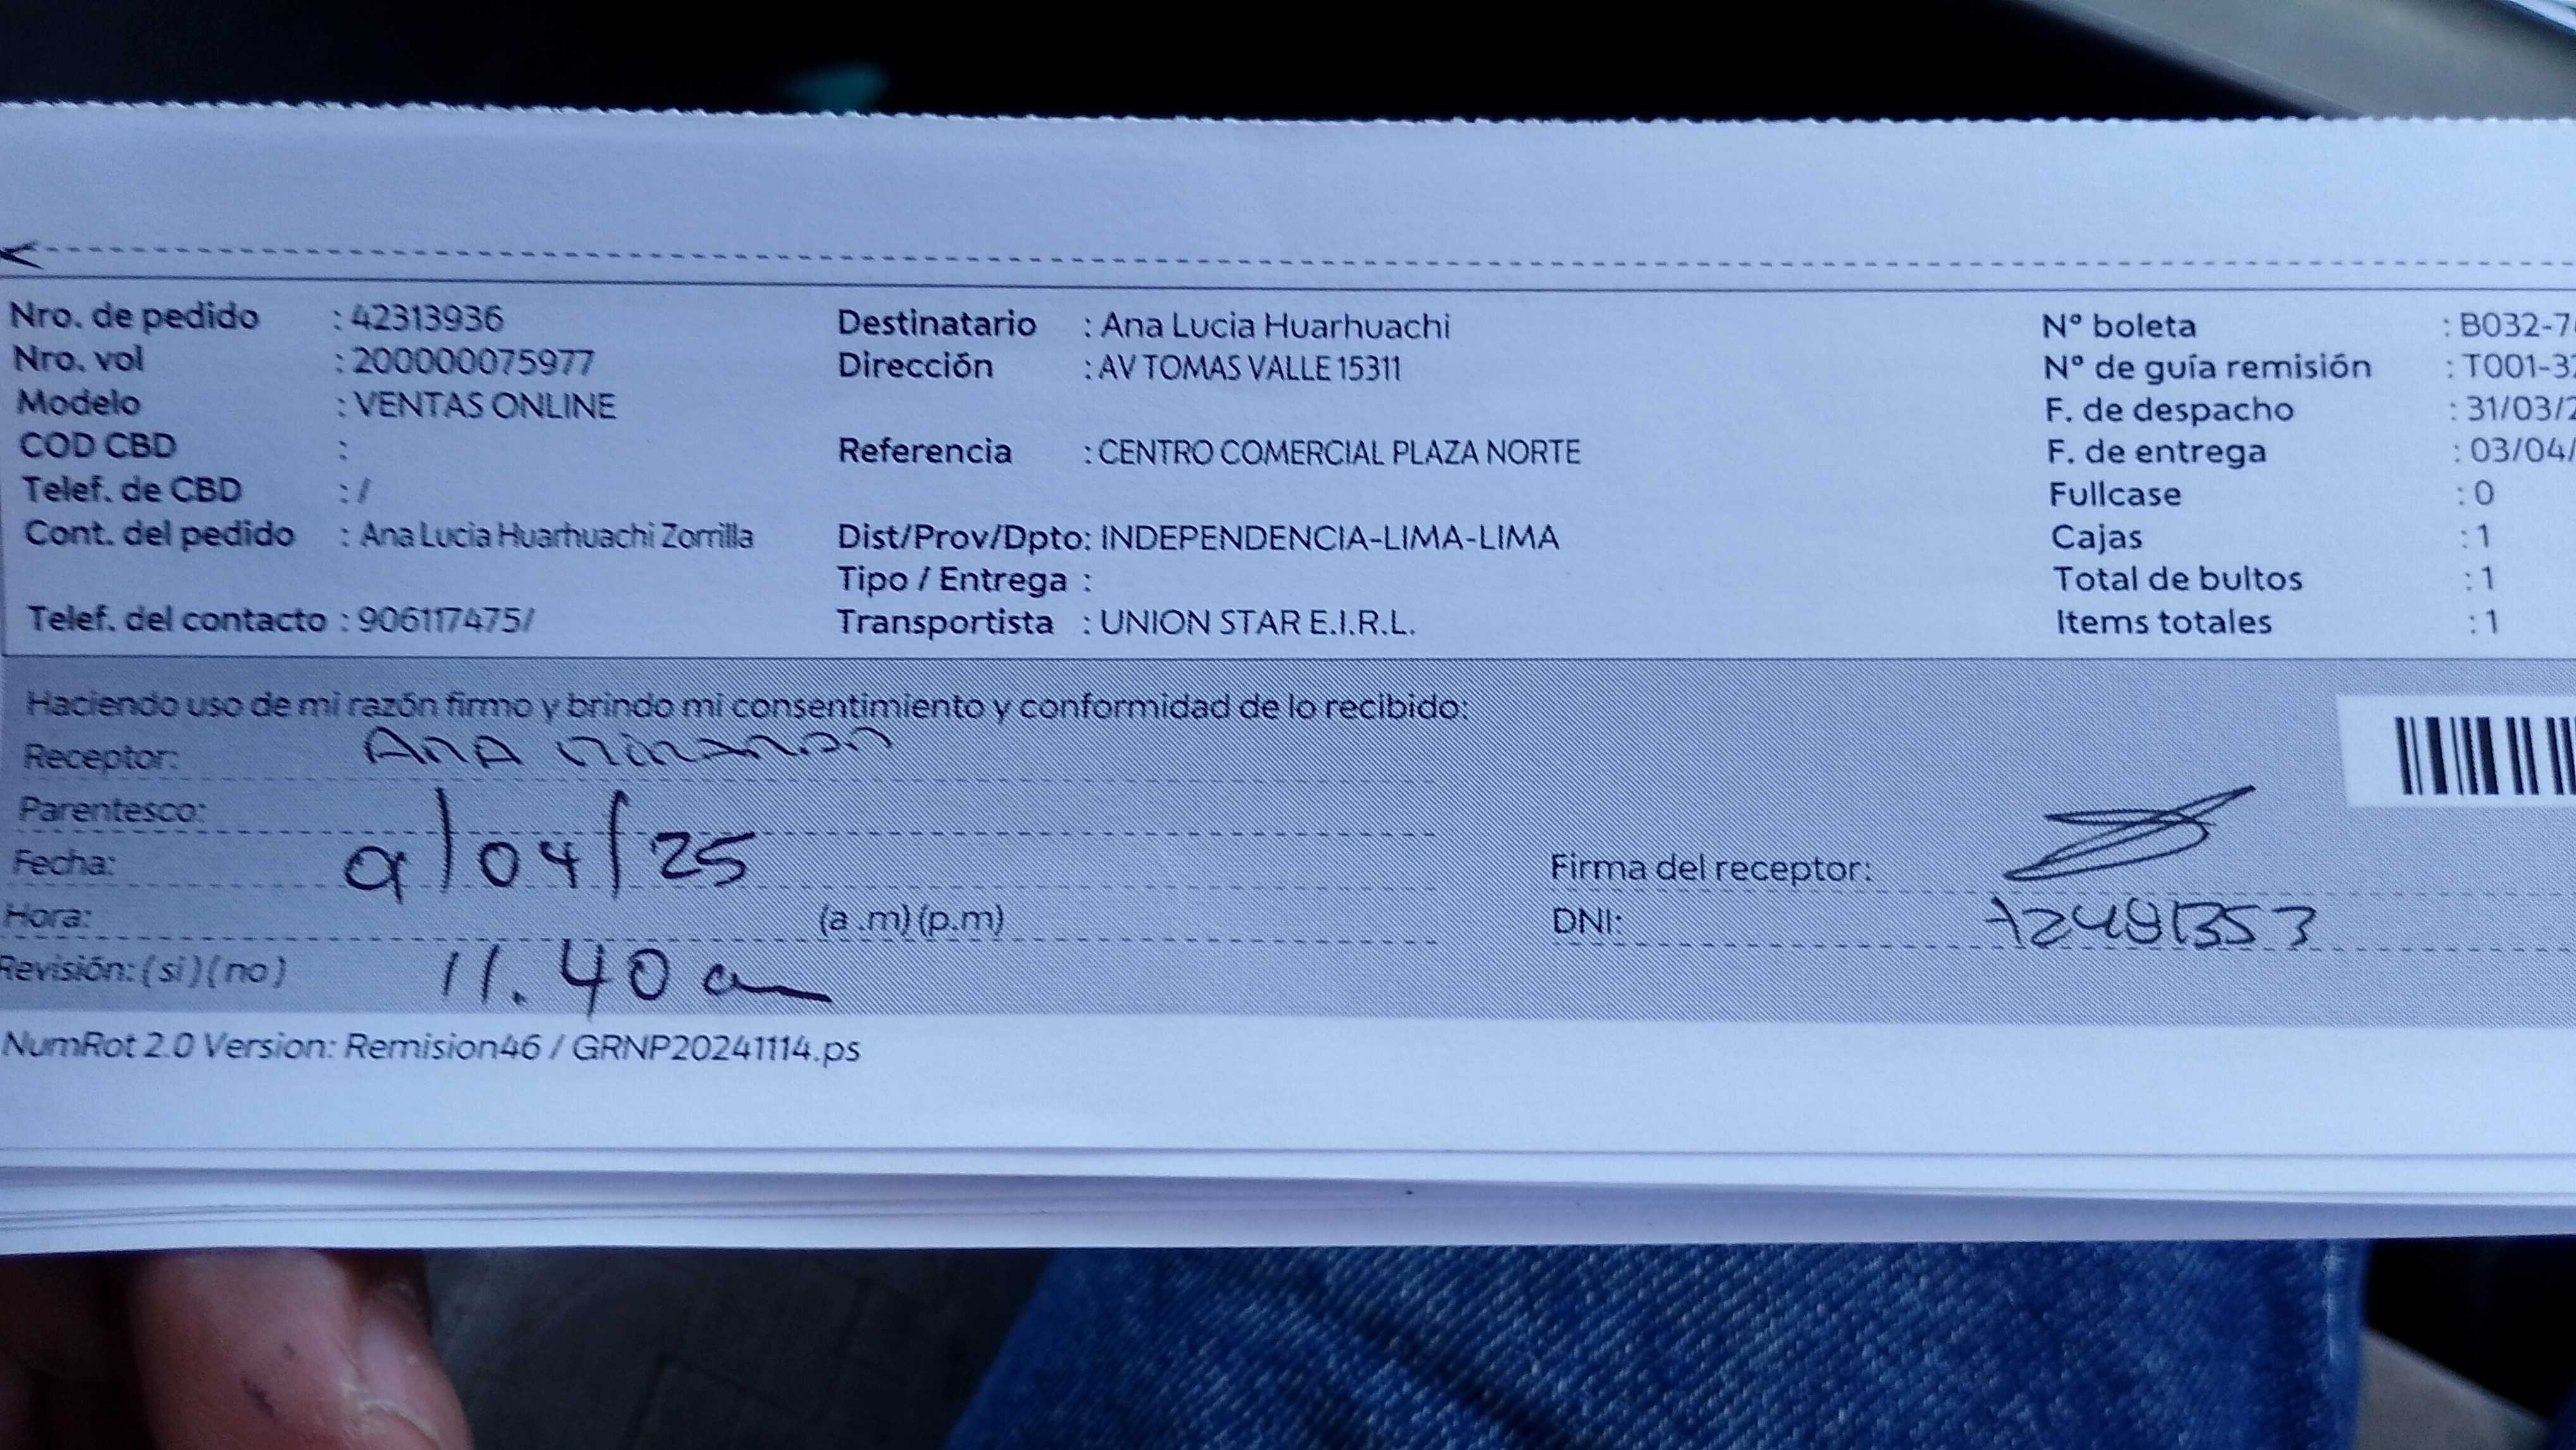 Nro. de pedido : 42313936
Nro. vol : 200000075977
Modelo : VENTAS ONLINE
COD CBD :
Telef. de CBD : /
Cont. del pedido : Ana Lucia Huarhuachi Zorrilla
Telef. del contacto : 906117475/
Destinatario : Ana Lucia Huarhuachi
Dirección : AV TOMAS VALLE 15311
Referencia : CENTRO COMERCIAL PLAZA NORTE
Dist/Prov/Dpto: INDEPENDENCIA-LIMA-LIMA
Tipo / Entrega :
Transportista : UNION STAR E.I.R.L.
Nº boleta : B032-7
Nº de guía remisión : T001-3
F. de despacho : 31/03/2
F. de entrega : 03/04/
Fullcase : 0
Cajas : 1
Total de bultos : 1
Items totales : 1
Haciendo uso de mi razón firmo y brindo mi consentimiento y conformidad de lo recibido:
Receptor: ANA
Parentesco:
Fecha: 9/04/25
Hora: (a .m) (p.m)
Revisión: ( si ) ( no ) 11.40 am
Firma del receptor:
DNI:
NumRot 2.0 Version: Remision46 / GRNP20241114.ps